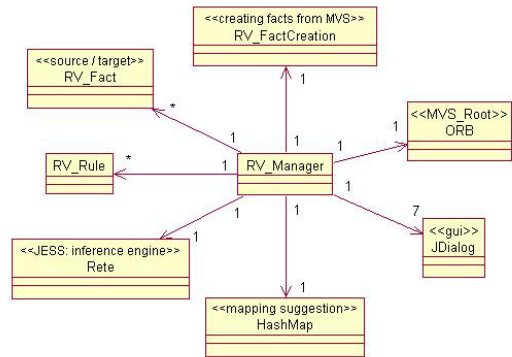 <<creating facts from MVS>>
RV_FactCreation
<<source / target>>
RV_Fact
1
*
<<MVS_Root>>
ORB
1
1
1
1
RV_Rule
*
1
RV_Manager
1
1
1
7
<<gui>>
JDialog
<<JESS: inference engine>>
Rete
1
1
<<mapping suggestion>>
HashMap